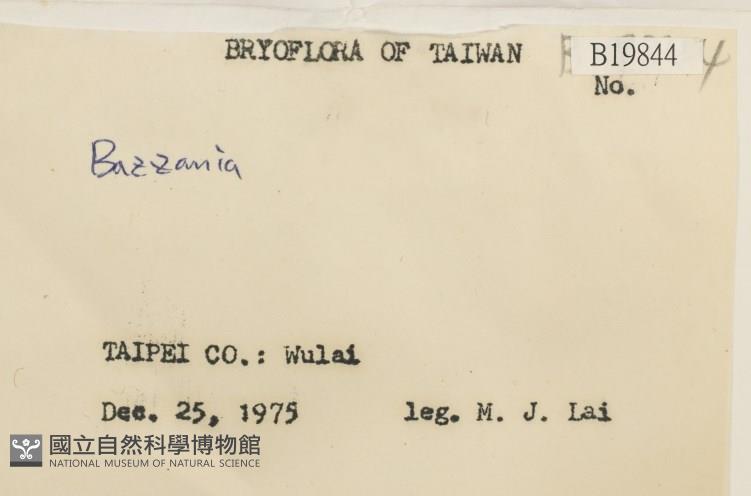 BRYOFLORA OF TAIWAN
B19844
No.
Bazzania
TAIPEI CO.: Wulai
Dec. 25, 1975 leg. M. J. Lai
國立自然科學博物館
NATIONAL MUSEUM OF NATURAL SCIENCE